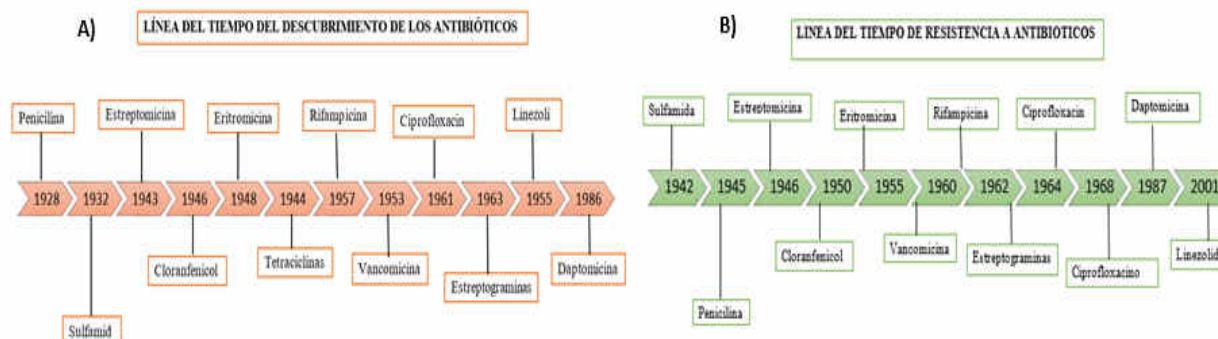 A)
LÍNEA DEL TIEMPO DEL DESCUBRIMIENTO DE LOS ANTIBIÓTICOS
Penicilina
Estreptomicina
Eritromicina
Rifampicina
Ciprofloxacin
Linezoli
1928 1932 1943 1946 1948 1944 1957 1953 1961 1963 1955 1986
Cloranfenicol
Tetraciclinas
Vancomicina
Estreptograminas
Daptomicina
Sulfamid
B)
LINEA DEL TIEMPO DE RESISTENCIA A ANTIBIOTICOS
Sulfamida
Estreptomicina
Eritromicina
Rifampicina
Ciprofloxacin
Daptomicina
1942 1945 1946 1950 1955 1960 1962 1964 1968 1987 2001
Cloranfenicol
Vancomicina
Estreptograminas
Ciprofloxacino
Linezolid
Penicilina